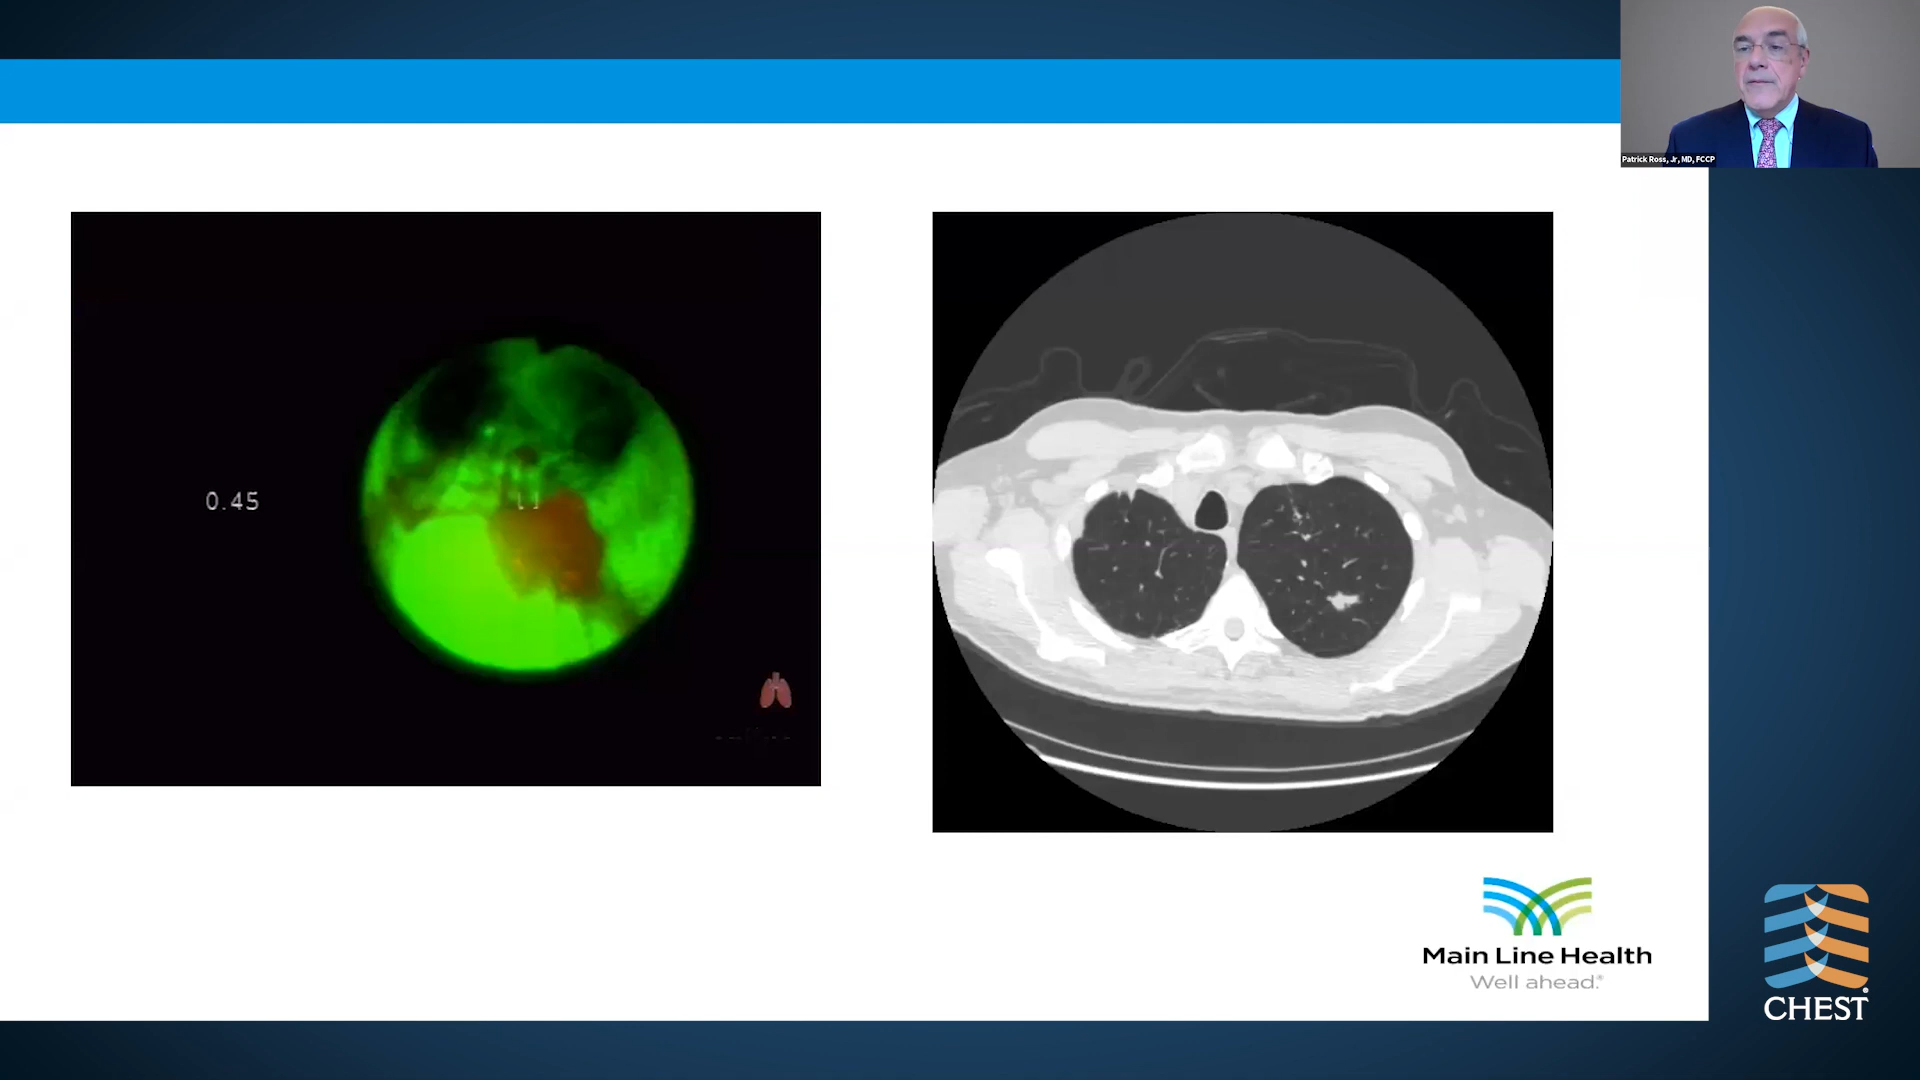 Patrick Ross, Jr, MD, FCCP
0.45
Main Line Health
Well ahead.®
CHEST®